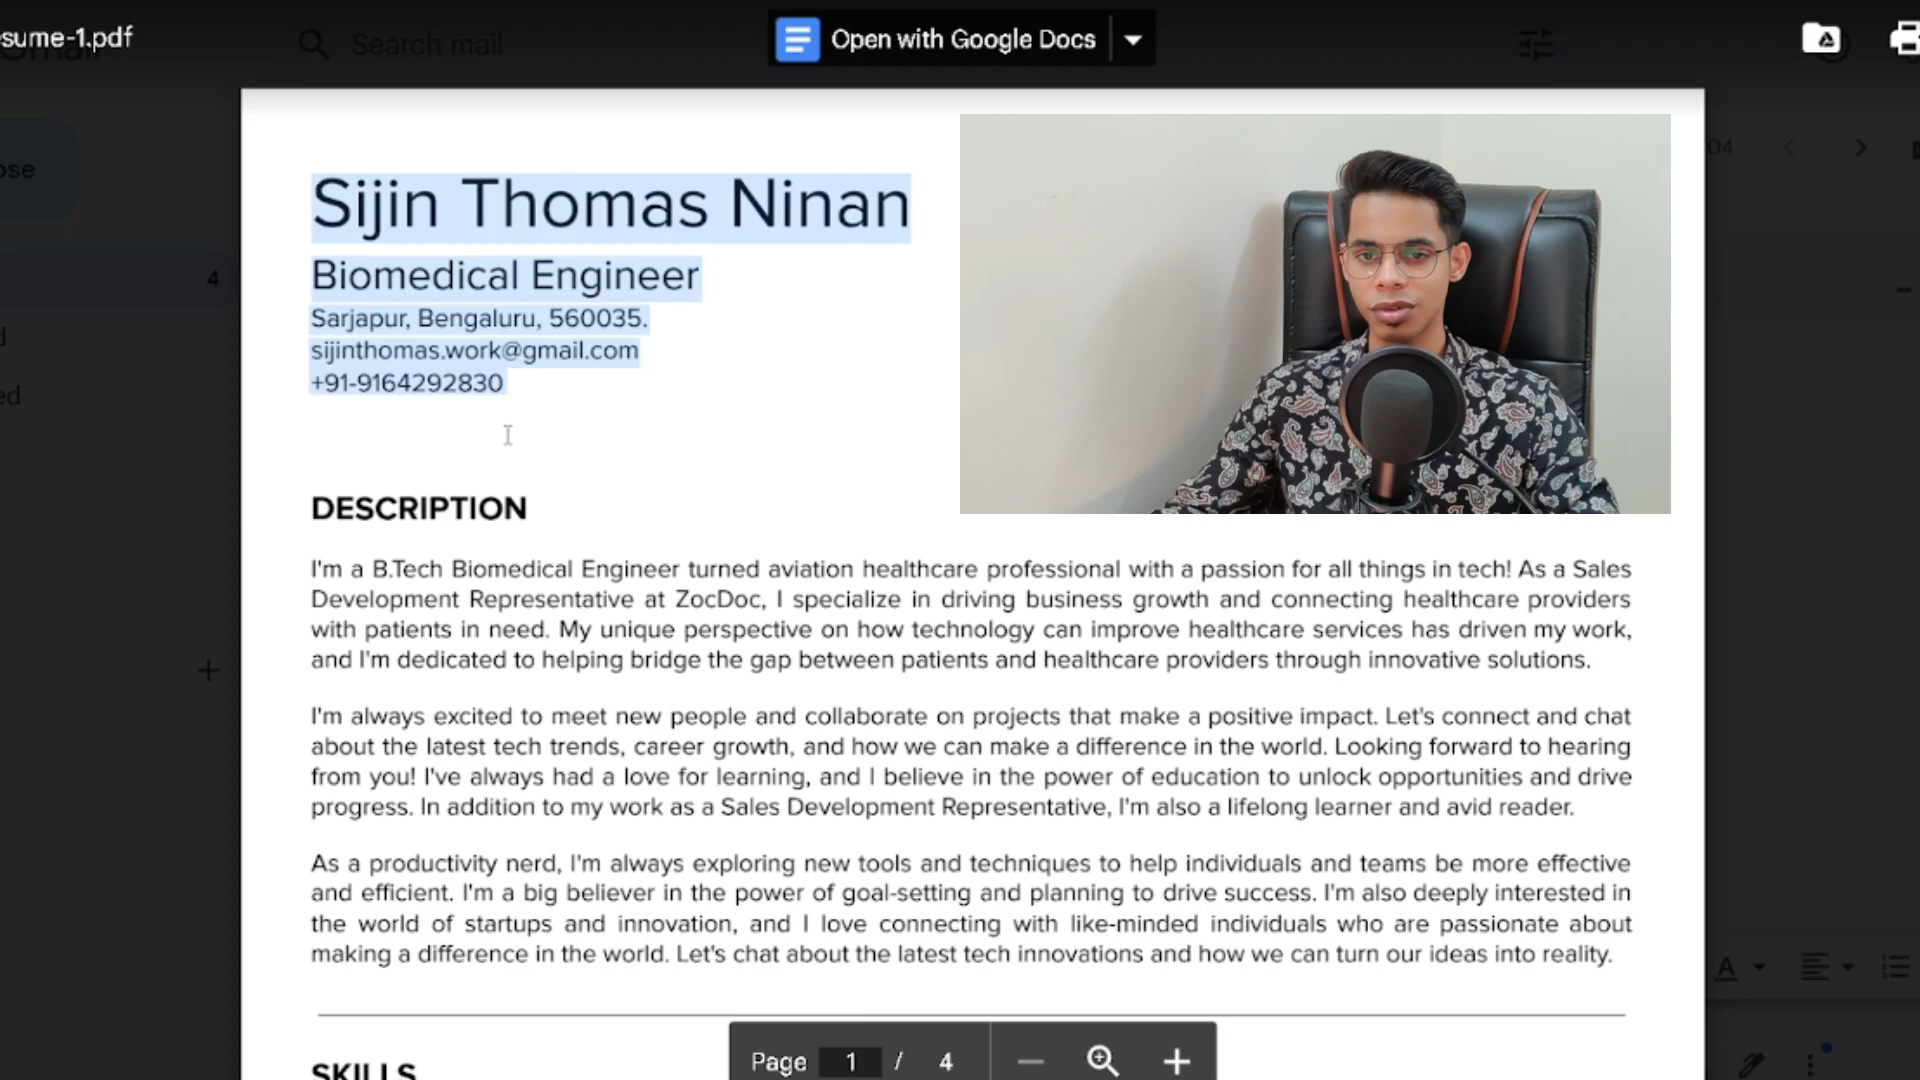 sume-1.pdf
Search mail
Open with Google Docs
ose
04
4
d
ed
Sijin Thomas Ninan
Biomedical Engineer
Sarjapur, Bengaluru, 560035.
sijinthomas.work@gmail.com
+91-9164292830
DESCRIPTION
I'm a B.Tech Biomedical Engineer turned aviation healthcare professional with a passion for all things in tech! As a Sales
Development Representative at ZocDoc, I specialize in driving business growth and connecting healthcare providers
with patients in need. My unique perspective on how technology can improve healthcare services has driven my work,
and I'm dedicated to helping bridge the gap between patients and healthcare providers through innovative solutions.
I'm always excited to meet new people and collaborate on projects that make a positive impact. Let's connect and chat
about the latest tech trends, career growth, and how we can make a difference in the world. Looking forward to hearing
from you! I've always had a love for learning, and I believe in the power of education to unlock opportunities and drive
progress. In addition to my work as a Sales Development Representative, I'm also a lifelong learner and avid reader.
As a productivity nerd, I'm always exploring new tools and techniques to help individuals and teams be more effective
and efficient. I'm a big believer in the power of goal-setting and planning to drive success. I'm also deeply interested in
the world of startups and innovation, and I love connecting with like-minded individuals who are passionate about
making a difference in the world. Let's chat about the latest tech innovations and how we can turn our ideas into reality.
SKILLS
Page 1 / 4